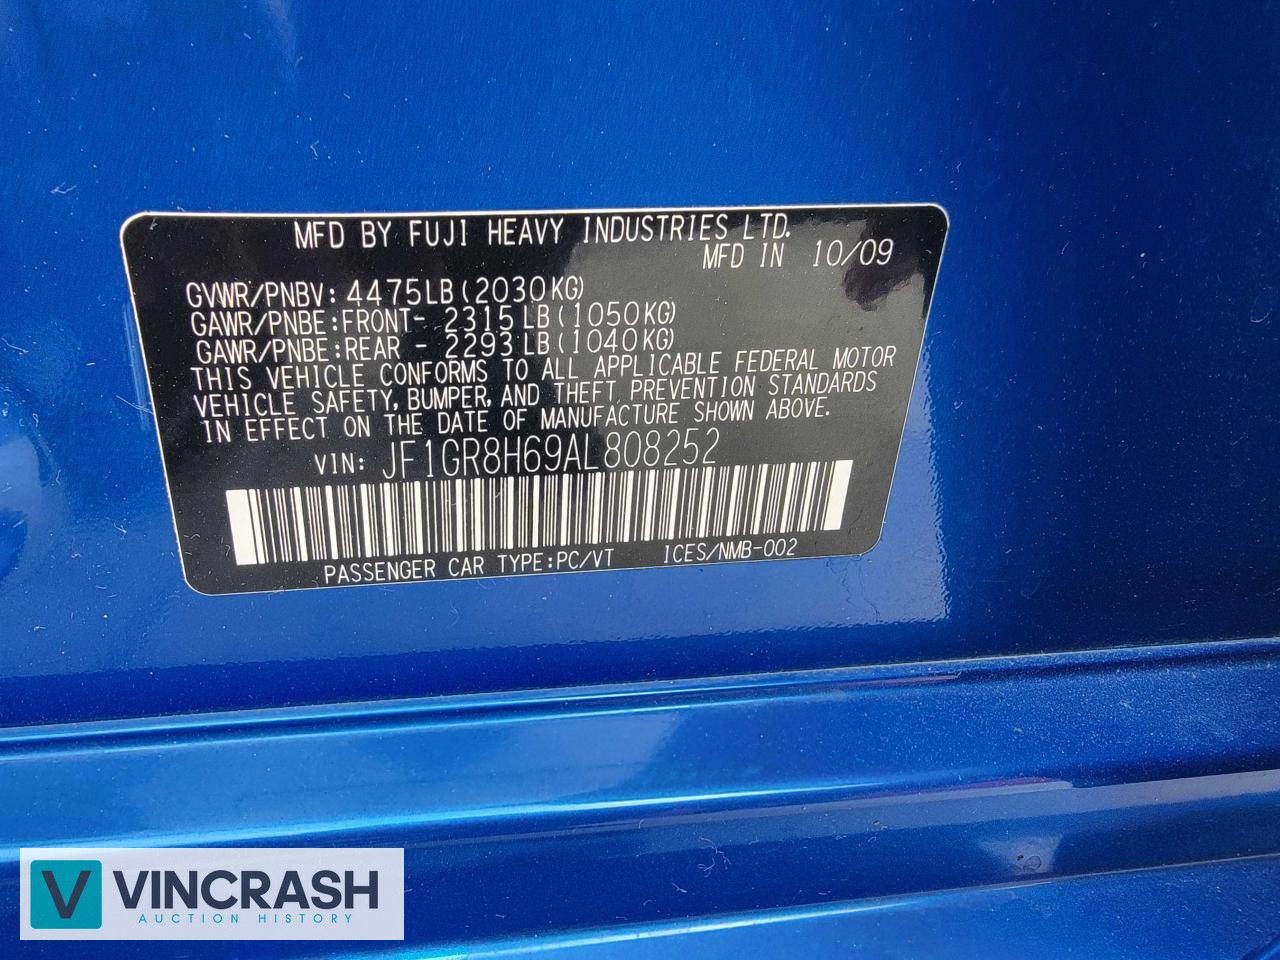 MFD BY FUJI HEAVY INDUSTRIES LTD.
MFD IN 10/09
GVWR/PNBV: 4475LB(2030KG)
GAWR/PNBE:FRONT- 2315LB(1050KG)
GAWR/PNBE:REAR - 2293LB(1040KG)
THIS VEHICLE CONFORMS TO ALL APPLICABLE FEDERAL MOTOR
VEHICLE SAFETY, BUMPER, AND THEFT PREVENTION STANDARDS
IN EFFECT ON THE DATE OF MANUFACTURE SHOWN ABOVE.
VIN: JF1GR8H69AL808252
PASSENGER CAR TYPE:PC/VT ICES/NMB-002
V VINCRASH
AUCTION HISTORY